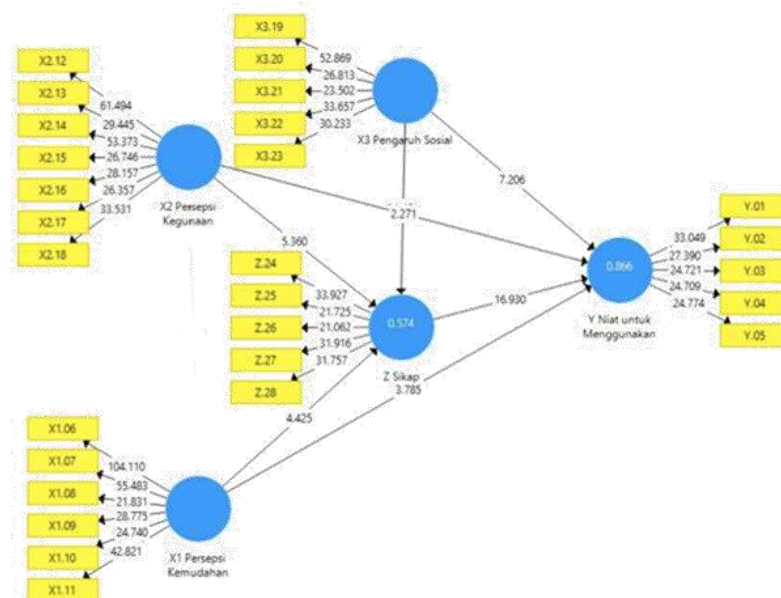 X3.19
X3.20
X3.21
X3.22
X3.23
52.869
26.813
23.502
33.657
30.233
X3 Pengaruh Sosial
X2.12
X2.13
X2.14
X2.15
X2.16
X2.17
X2.18
61.494
29.445
53.373
26.746
28.157
26.357
33.531
X2 Persepsi
Kegunaan
7.206
2.271
5.360
Z.24
Z.25
Z.26
Z.27
Z.28
33.927
21.725
21.062
31.916
31.757
0.574
Z Sikap
16.930
3.785
4.425
0.866
Y Niat untuk
Menggunakan
33.049
27.390
24.721
24.709
24.774
Y.01
Y.02
Y.03
Y.04
Y.05
X1.06
X1.07
X1.08
X1.09
X1.10
X1.11
104.110
55.483
21.831
28.775
24.740
42.821
X1 Persepsi
Kemudahan